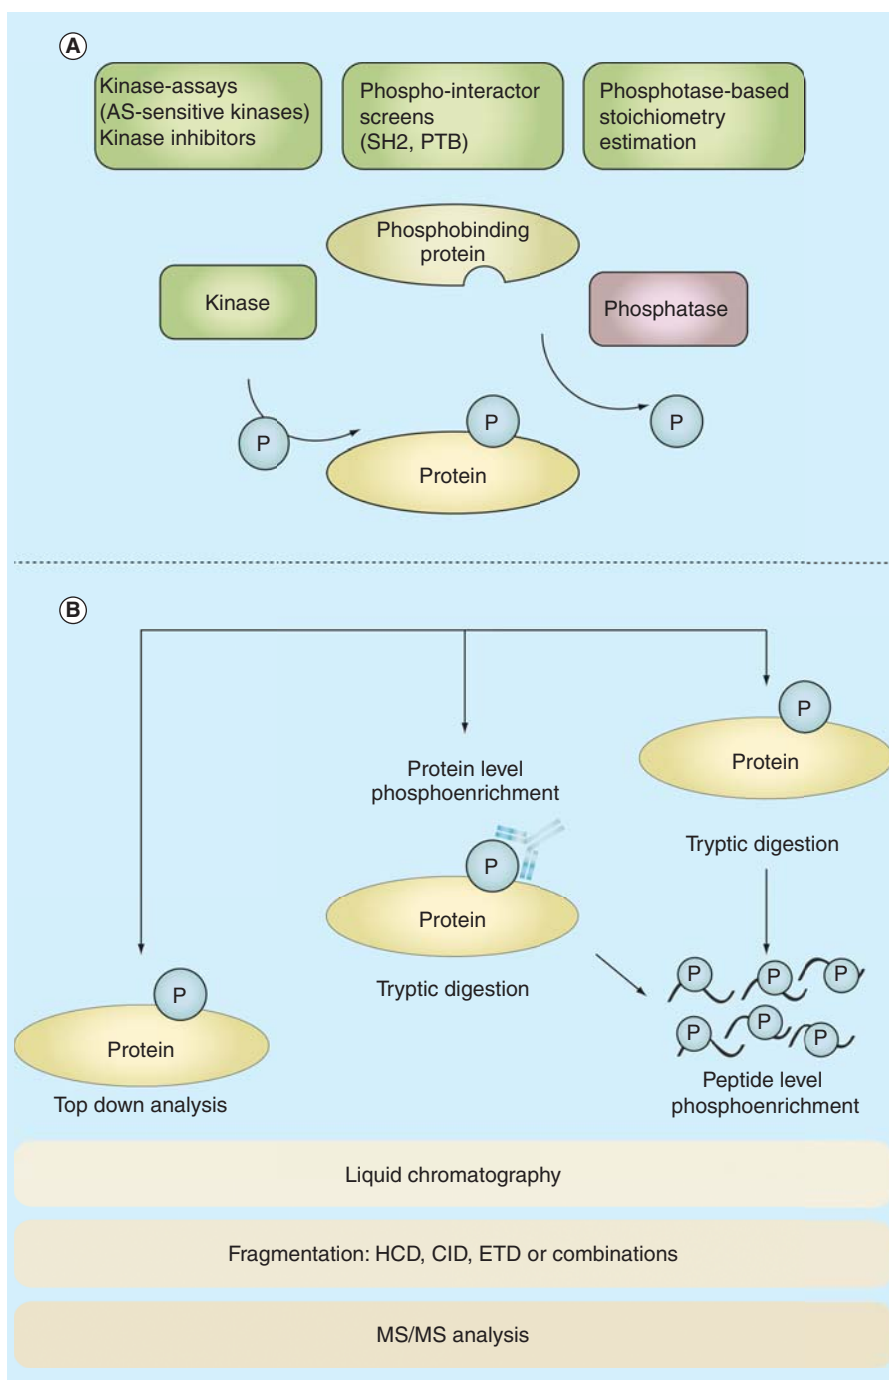 A
Kinase-assays
(AS-sensitive kinases)
Kinase inhibitors
Phospho-interactor
screens
(SH2, PTB)
Phosphotase-based
stoichiometry
estimation
Phosphobinding
protein
Kinase
Phosphatase
P
P
P
Protein
B
P
Protein
Protein level
phosphoenrichment
Tryptic digestion
P
Protein
Tryptic digestion
P
P
P
P
P
P
P
Protein
Top down analysis
Peptide level
phosphoenrichment
Liquid chromatography
Fragmentation: HCD, CID, ETD or combinations
MS/MS analysis